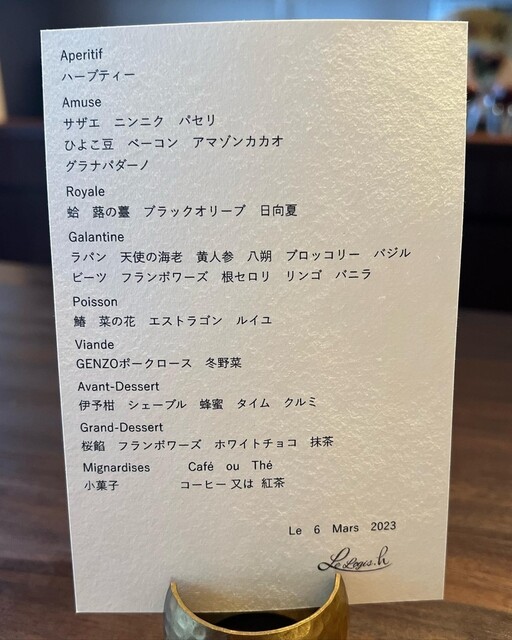 Aperitif
ハーブティー
Amuse
サザエ　ニンニク　パセリ
ひよこ豆　ベーコン　アマゾンカカオ
グラナパダーノ
Royale
蛤　蕗の薹　ブラックオリーブ　日向夏
Galantine
ラパン　天使の海老　黄人参　八朔　ブロッコリー　バジル
ビーツ　フランボワーズ　根セロリ　リンゴ　バニラ
Poisson
鰆　菜の花　エストラゴン　ルイユ
Viande
GENZOポークロース　冬野菜
Avant-Dessert
伊予柑　シェーブル　蜂蜜　タイム　クルミ
Grand-Dessert
桜餡　フランボワーズ　ホワイトチョコ　抹茶
Mignardises　Café ou Thé
小菓子　コーヒー 又は 紅茶
Le 6 Mars 2023
Le Logis.h